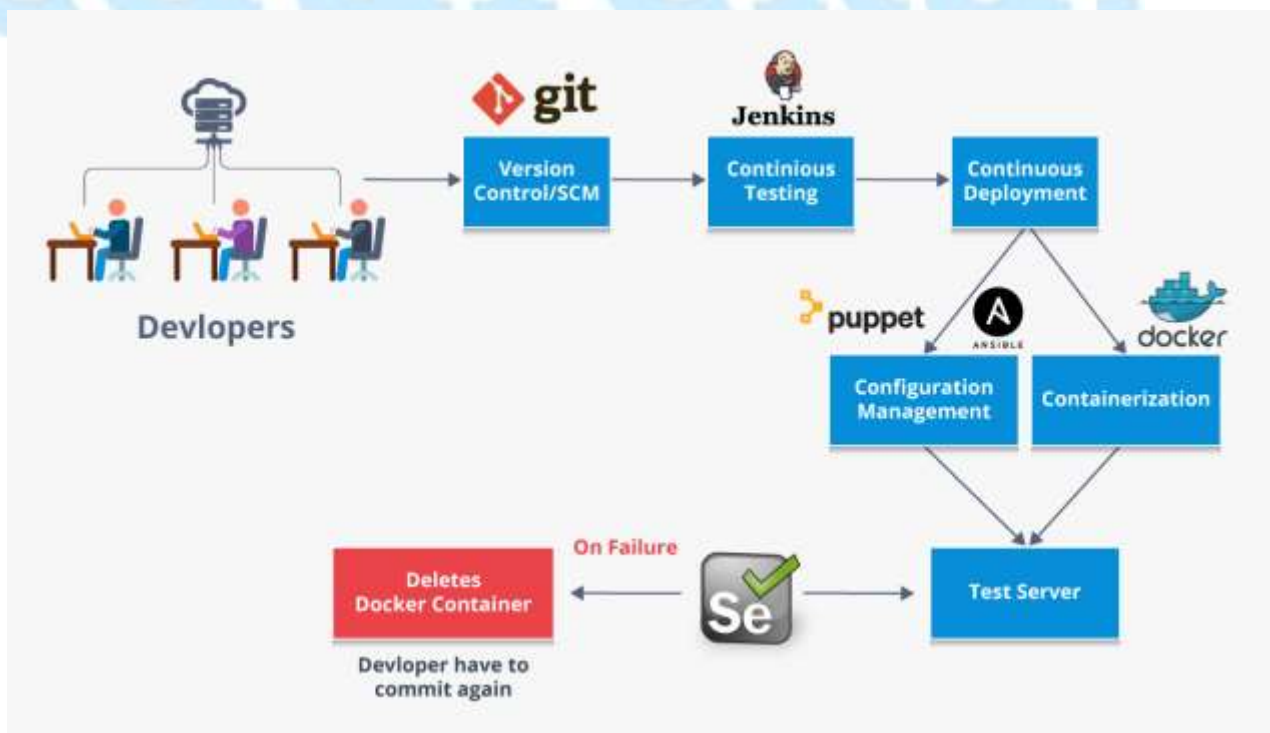 git
Jenkins
Version
Control/SCM
Continious
Testing
Continuous
Deployment
Devlopers
puppet
ANSIBLE
docker
Configuration
Management
Containerization
On Failure
Deletes
Docker Container
Se
Test Server
Devloper have to
commit again